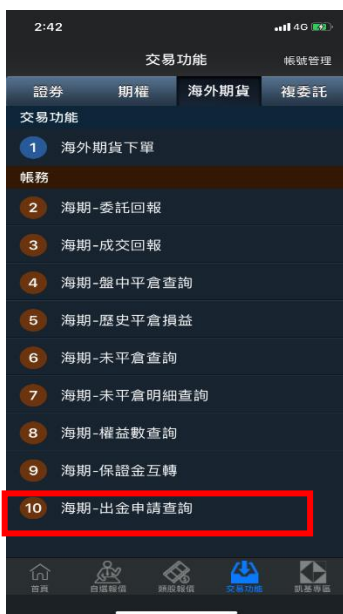 2:42
4G
交易功能
帳號管理
證券 期權 海外期貨 複委託
交易功能
1 海外期貨下單
帳務
2 海期-委託回報
3 海期-成交回報
4 海期-盤中平倉查詢
5 海期-歷史平倉損益
6 海期-未平倉查詢
7 海期-未平倉明細查詢
8 海期-權益數查詢
9 海期-保證金互轉
10 海期-出金申請查詢
首頁 自選報價 類股報價 交易功能 凱基專區